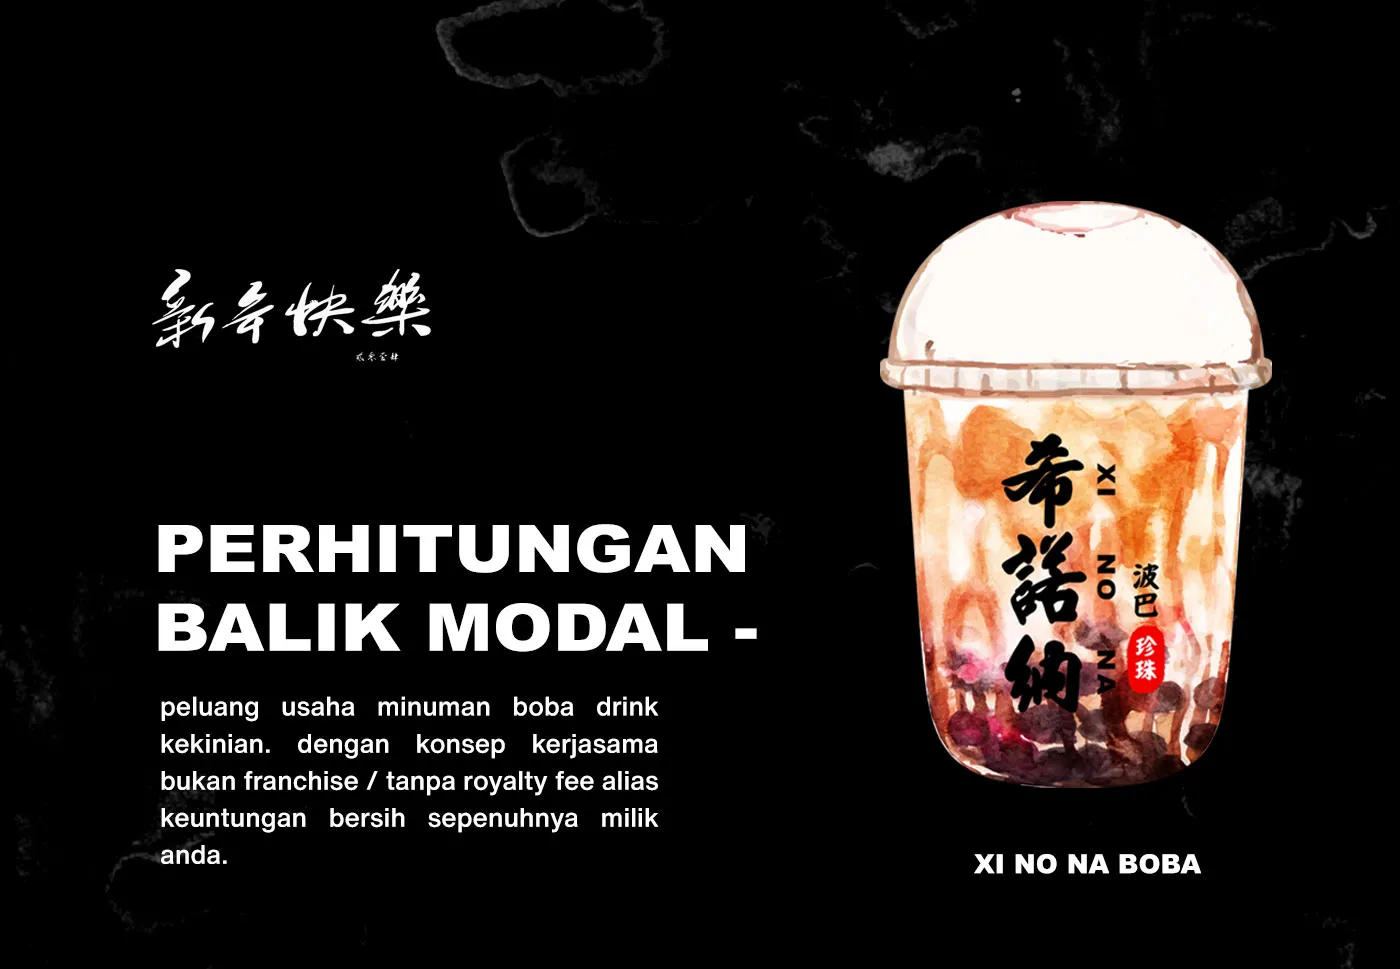 新年快樂
PERHITUNGAN
BALIK MODAL -
peluang usaha minuman boba drink
kekinian. dengan konsep kerjasama
bukan franchise / tanpa royalty fee alias
keuntungan bersih sepenuhnya milik
anda.
希諾納
XI NO NA
波巴
珍珠
XI NO NA BOBA